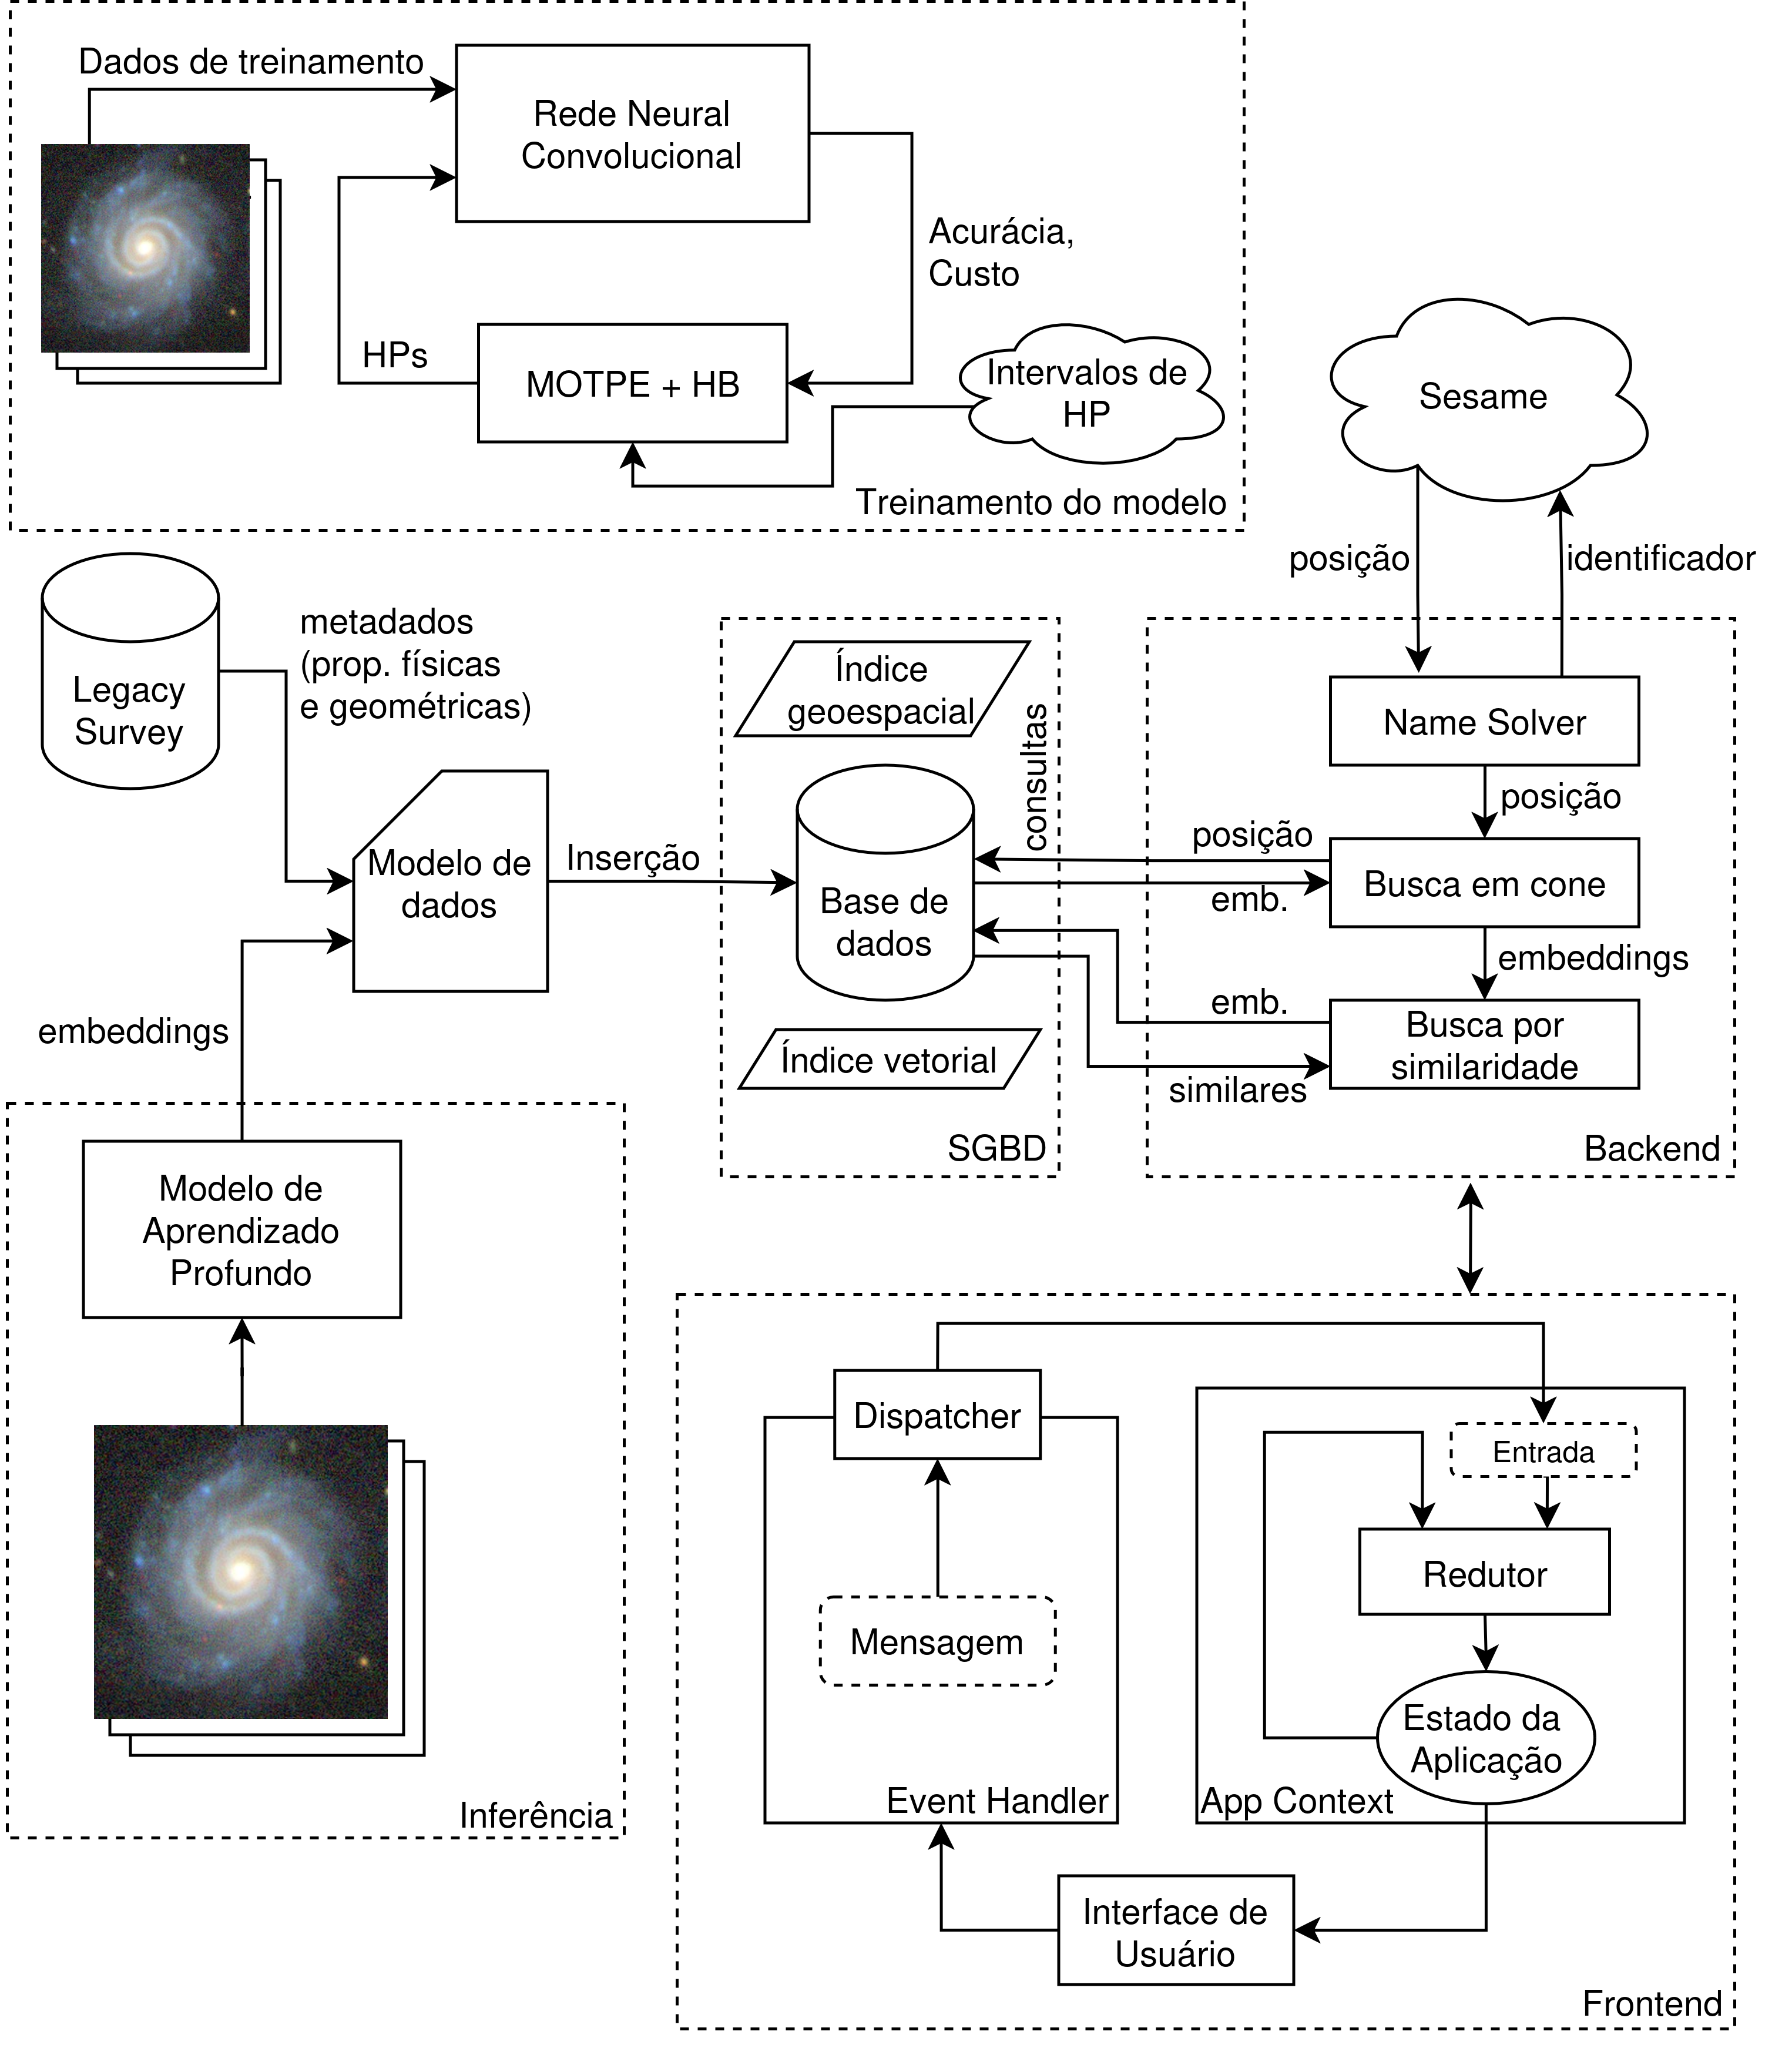 Dados de treinamento
Rede Neural
Convolucional
Acurácia,
Custo
HPs
MOTPE + HB
Intervalos de
HP
Treinamento do modelo
Sesame
posição
identificador
Legacy
Survey
metadados
(prop. físicas
e geométricas)
Modelo de
dados
Inserção
embeddings
Índice
geoespacial
consultas
Base de
dados
Índice vetorial
SGBD
Name Solver
posição
posição
Busca em cone
emb.
embeddings
emb.
Busca por
similaridade
similares
Backend
Modelo de
Aprendizado
Profundo
Inferência
Dispatcher
Mensagem
Event Handler
Entrada
Redutor
Estado da
Aplicação
App Context
Interface de
Usuário
Frontend